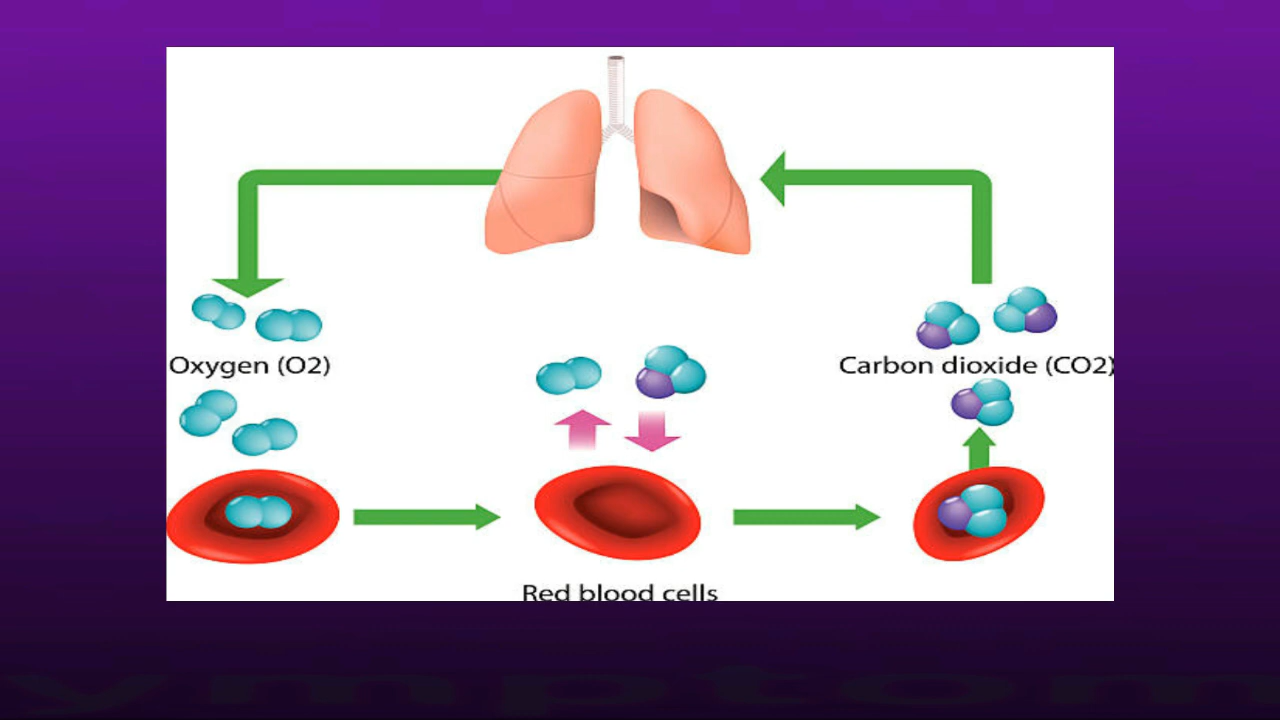 Oxygen (O2)
Carbon dioxide (CO2)
Red blood cells